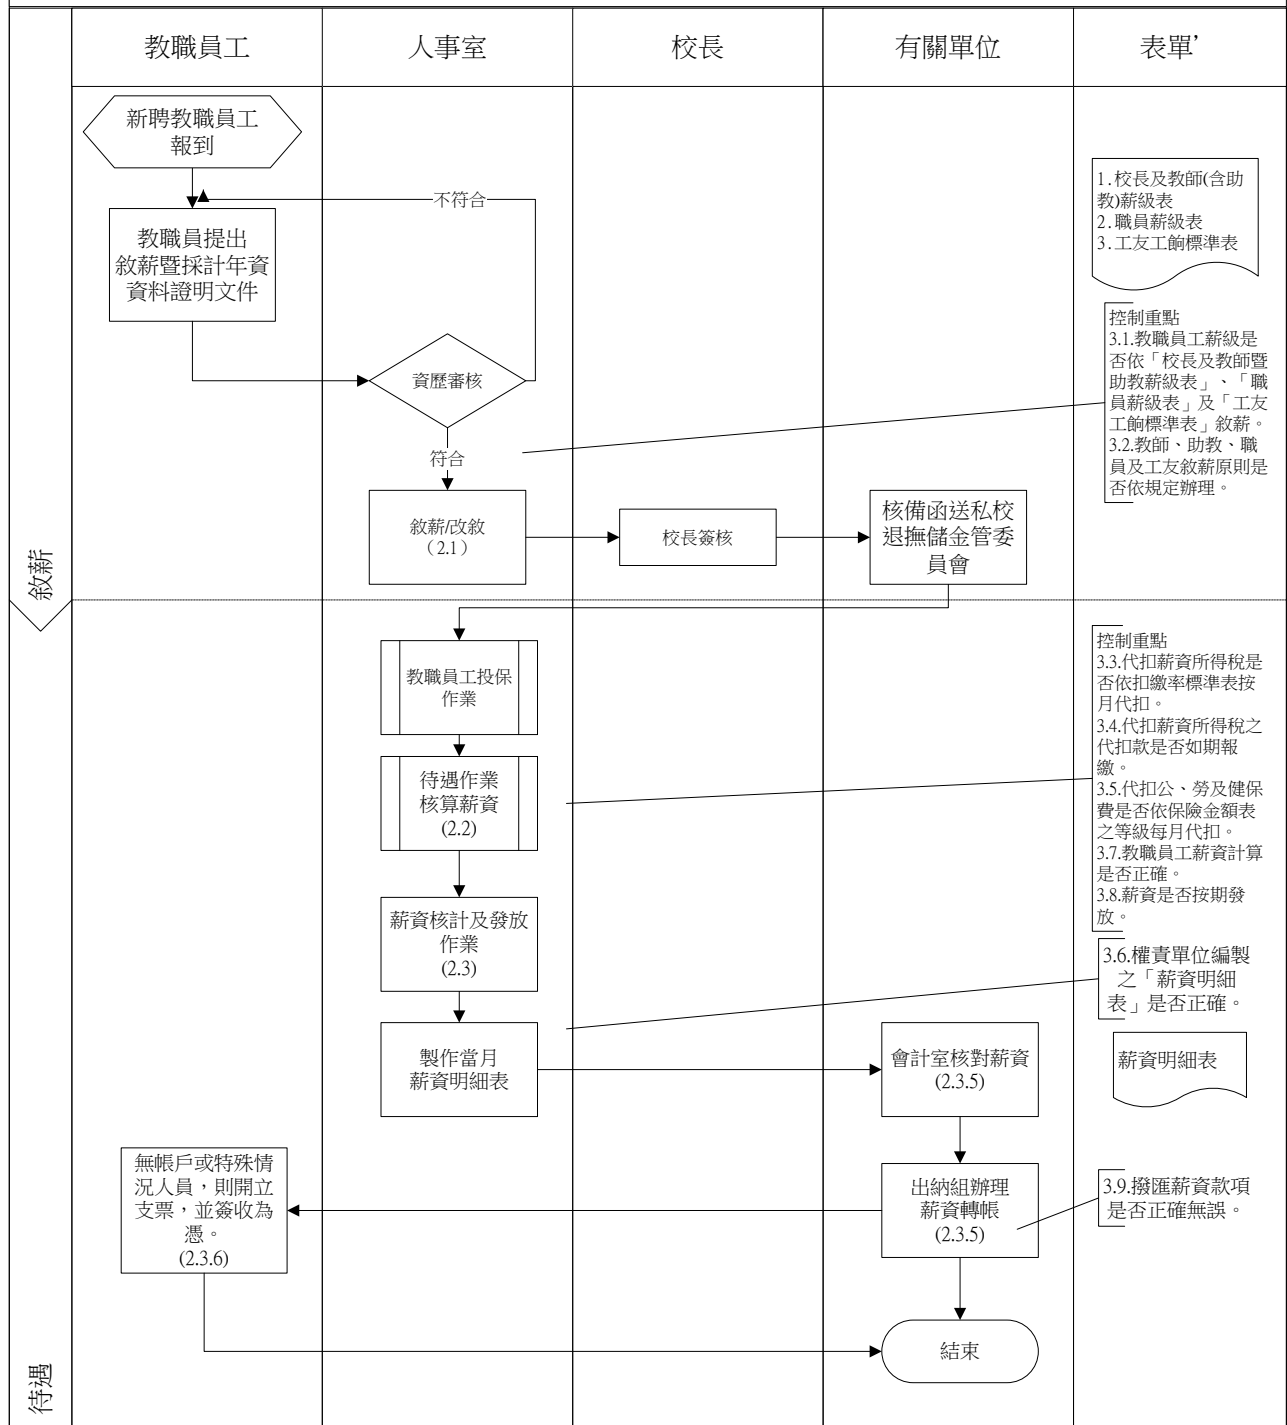 教職員工
人事室
校長
有關單位
表單’
新聘教職員工
報到
不符合
1.校長及教師(含助
教)薪級表
2.職員薪級表
3.工友工餉標準表
教職員提出
敘薪暨採計年資
資料證明文件
控制重點
3.1.教職員工薪級是
否依「校長及教師暨
助教薪級表」、「職
員薪級表」及「工友
工餉標準表」敘薪。
3.2.教師、助教、職
員及工友敘薪原則是
否依規定辦理。
資歷審核
符合
敘薪/改敘
（2.1）
校長簽核
核備函送私校
退撫儲金管委
員會
敘薪
教職員工投保
作業
控制重點
3.3.代扣薪資所得稅是
否依扣繳率標準表按
月代扣。
3.4.代扣薪資所得稅之
代扣款是否如期報
繳。
3.5.代扣公、勞及健保
費是否依保險金額表
之等級每月代扣。
3.7.教職員工薪資計算
是否正確。
3.8.薪資是否按期發
放。
待遇作業
核算薪資
(2.2)
薪資核計及發放
作業
(2.3)
3.6.權責單位編製
之「薪資明細
表」是否正確。
製作當月
薪資明細表
會計室核對薪資
(2.3.5)
薪資明細表
無帳戶或特殊情
況人員，則開立
支票，並簽收為
憑。
(2.3.6)
出納組辦理
薪資轉帳
(2.3.5)
3.9.撥匯薪資款項
是否正確無誤。
結束
待遇